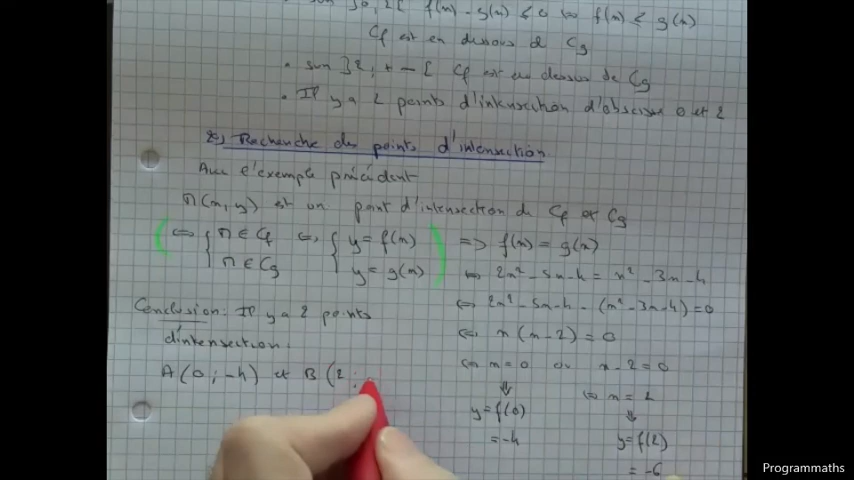 sur ]0, 2[ f(x) - g(x) < 0 ⇔ f(x) < g(x)
Cf est en dessous de Cg
• sur ]2; +∞[ Cf est au dessus de Cg
• Il y a 2 points d'intersection d'abscisse 0 et 2
2°) Recherche des points d'intersection
Avec l'exemple précédent
M(x, y) est un point d'intersection de Cf et Cg
⇔ { M ∈ Cf ⇔ { y = f(x) => f(x) = g(x)
M ∈ Cg y = g(x) ⇔ 2x² - 5x - 4 = x² - 3x - 4
Conclusion: Il y a 2 points ⇔ 2x² - 5x - 4 - (x² - 3x - 4) = 0
d'intersection. ⇔ x(x - 2) = 0
A(0; -4) et B(2; ⇔ x = 0 ou x - 2 = 0
⇔ x = 2
y = f(0)
= -4
y = f(2)
= -6
Programmaths